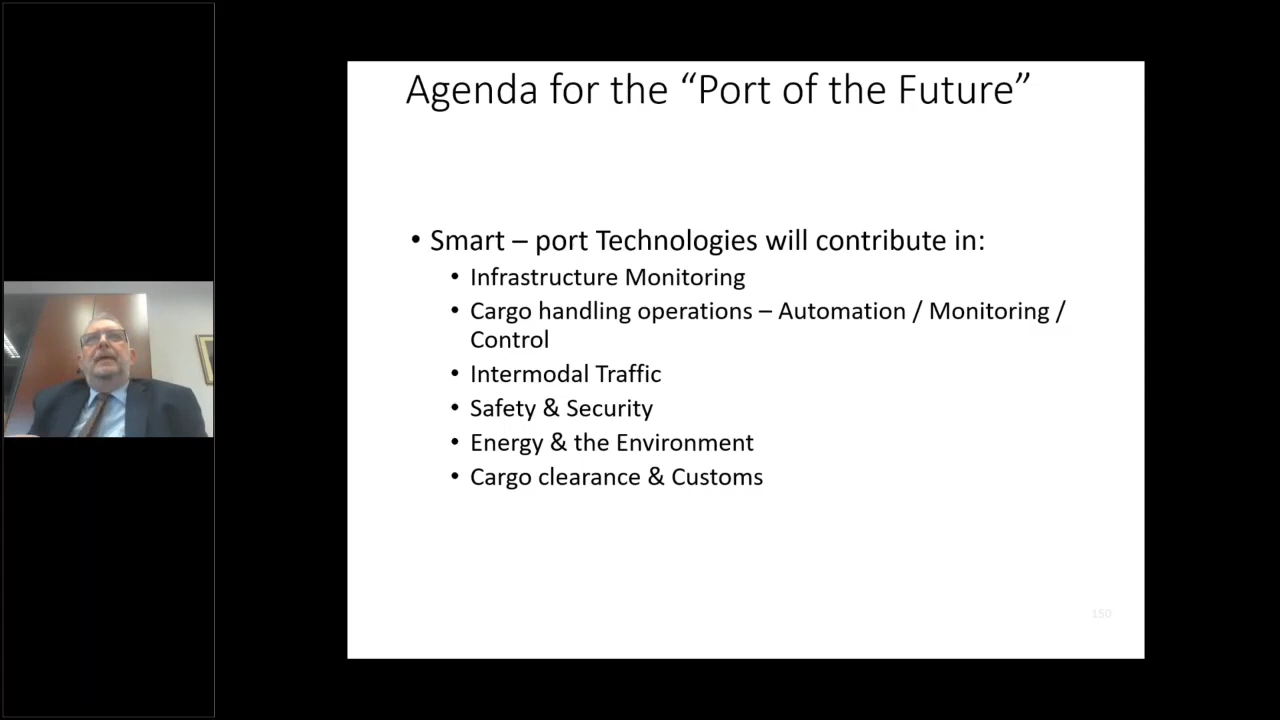 Agenda for the “Port of the Future”
• Smart – port Technologies will contribute in:
• Infrastructure Monitoring
• Cargo handling operations – Automation / Monitoring /
Control
• Intermodal Traffic
• Safety & Security
• Energy & the Environment
• Cargo clearance & Customs
150